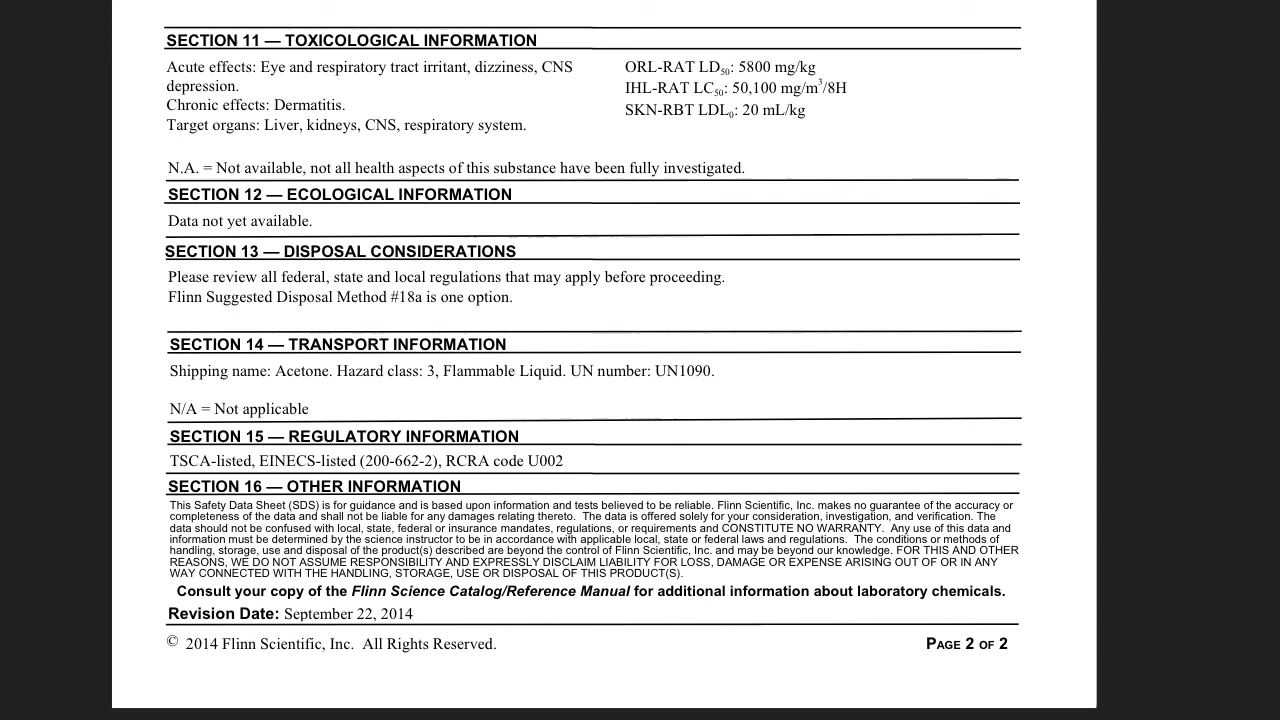 SECTION 11 — TOXICOLOGICAL INFORMATION
Acute effects: Eye and respiratory tract irritant, dizziness, CNS
depression.
Chronic effects: Dermatitis.
Target organs: Liver, kidneys, CNS, respiratory system.
ORL-RAT LD50: 5800 mg/kg
IHL-RAT LC50: 50,100 mg/m3/8H
SKN-RBT LDL0: 20 mL/kg
N.A. = Not available, not all health aspects of this substance have been fully investigated.
SECTION 12 — ECOLOGICAL INFORMATION
Data not yet available.
SECTION 13 — DISPOSAL CONSIDERATIONS
Please review all federal, state and local regulations that may apply before proceeding.
Flinn Suggested Disposal Method #18a is one option.
SECTION 14 — TRANSPORT INFORMATION
Shipping name: Acetone. Hazard class: 3, Flammable Liquid. UN number: UN1090.
N/A = Not applicable
SECTION 15 — REGULATORY INFORMATION
TSCA-listed, EINECS-listed (200-662-2), RCRA code U002
SECTION 16 — OTHER INFORMATION
This Safety Data Sheet (SDS) is for guidance and is based upon information and tests believed to be reliable. Flinn Scientific, Inc. makes no guarantee of the accuracy or
completeness of the data and shall not be liable for any damages relating thereto. The data is offered solely for your consideration, investigation, and verification. The
data should not be confused with local, state, federal or insurance mandates, regulations, or requirements and CONSTITUTE NO WARRANTY. Any use of this data and
information must be determined by the science instructor to be in accordance with applicable local, state or federal laws and regulations. The conditions or methods of
handling, storage, use and disposal of the product(s) described are beyond the control of Flinn Scientific, Inc. and may be beyond our knowledge. FOR THIS AND OTHER
REASONS, WE DO NOT ASSUME RESPONSIBILITY AND EXPRESSLY DISCLAIM LIABILITY FOR LOSS, DAMAGE OR EXPENSE ARISING OUT OF OR IN ANY
WAY CONNECTED WITH THE HANDLING, STORAGE, USE OR DISPOSAL OF THIS PRODUCT(S).
Consult your copy of the Flinn Science Catalog/Reference Manual for additional information about laboratory chemicals.
Revision Date: September 22, 2014
© 2014 Flinn Scientific, Inc. All Rights Reserved.
PAGE 2 OF 2